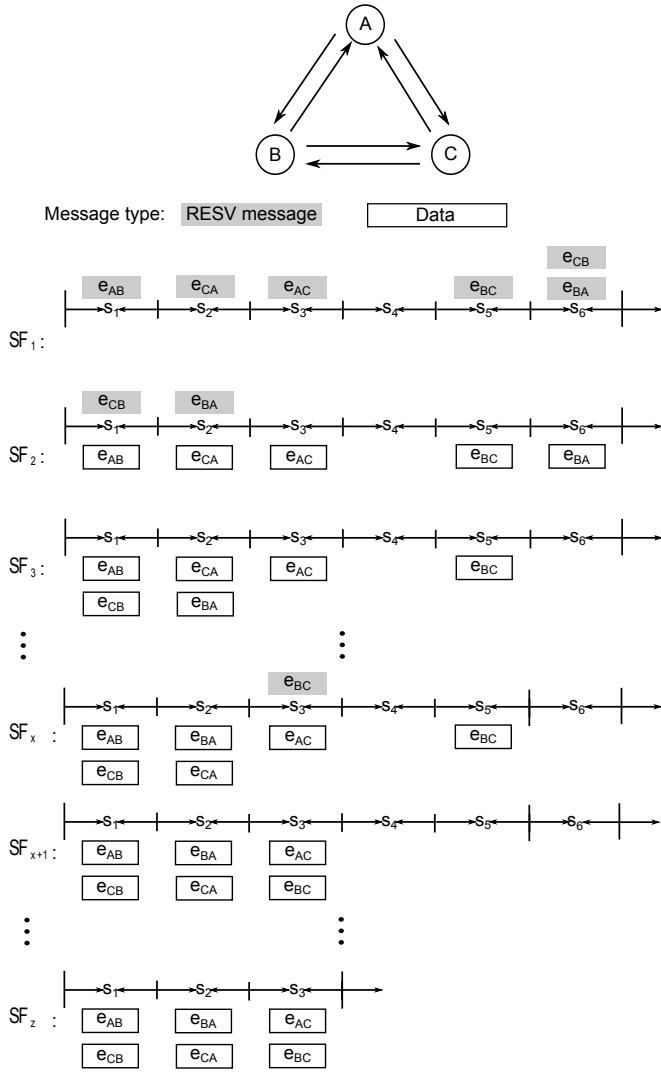 A
B C
Message type: RESV message Data
e_CB
e_AB e_CA e_AC e_BC e_BA
SF_1 : s_1 s_2 s_3 s_4 s_5 s_6
e_CB e_BA
SF_2 : s_1 s_2 s_3 s_4 s_5 s_6
e_AB e_CA e_AC e_BC e_BA
SF_3 : s_1 s_2 s_3 s_4 s_5 s_6
e_AB e_CA e_AC e_BC
e_CB e_BA
e_BC
SF_x : s_1 s_2 s_3 s_4 s_5 s_6
e_AB e_BA e_AC e_BC
e_CB e_CA
SF_x+1 : s_1 s_2 s_3 s_4 s_5 s_6
e_AB e_BA e_AC
e_CB e_CA e_BC
SF_z : s_1 s_2 s_3
e_AB e_BA e_AC
e_CB e_CA e_BC